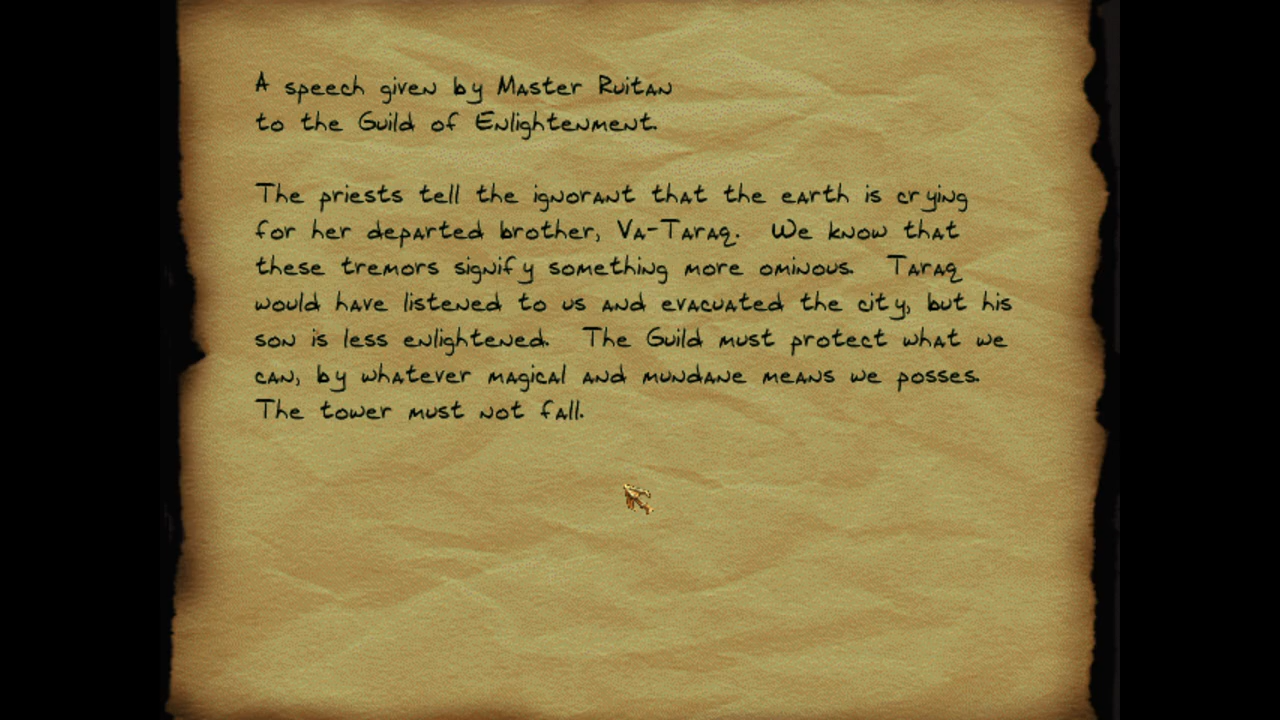 A speech given by Master Ruitan
to the Guild of Enlightenment.
The priests tell the ignorant that the earth is crying
for her departed brother, Va-Taraq.  We know that
these tremors signify something more ominous.  Taraq
would have listened to us and evacuated the city, but his
son is less enlightened.  The Guild must protect what we
can, by whatever magical and mundane means we posses.
The tower must not fall.